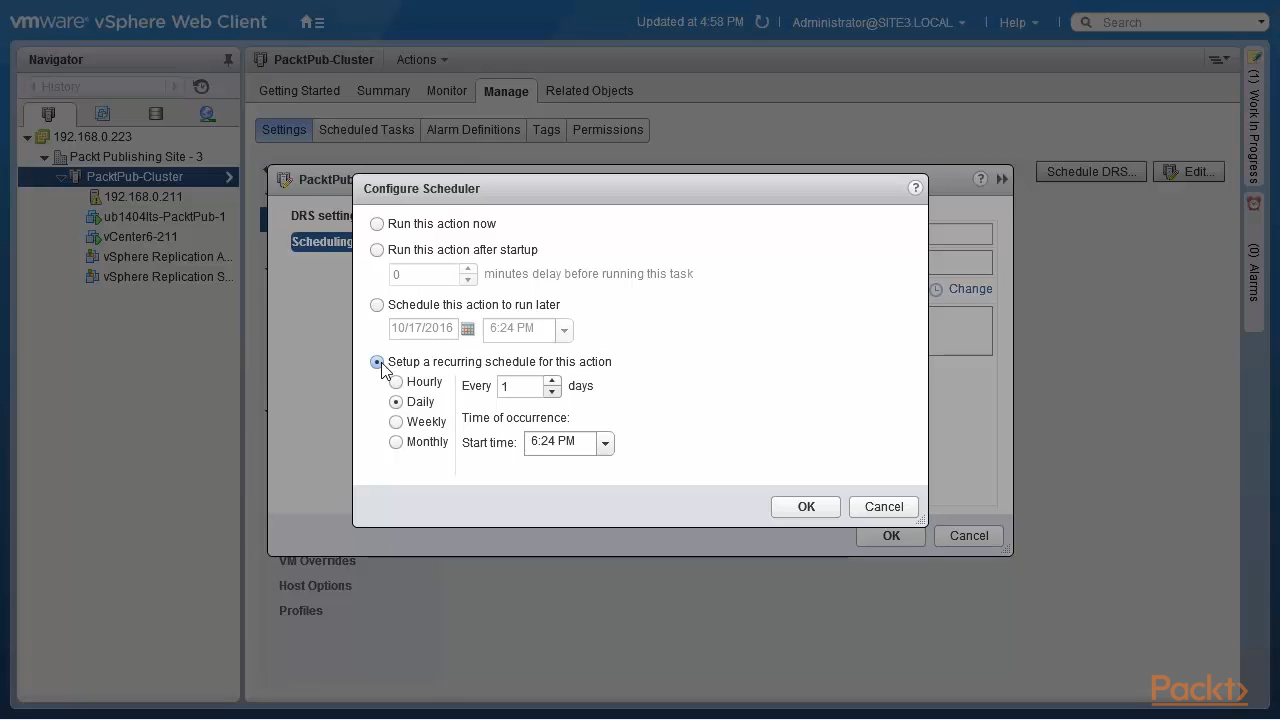 vmware® vSphere Web Client
Updated at 4:58 PM
Administrator@SITE3.LOCAL
Help
Search
Navigator
History
192.168.0.223
Packt Publishing Site - 3
PacktPub-Cluster
192.168.0.211
ub1404lts-PacktPub-1
vCenter6-211
vSphere Replication A...
vSphere Replication S...
PacktPub-Cluster
Actions
Getting Started
Summary
Monitor
Manage
Related Objects
Settings
Scheduled Tasks
Alarm Definitions
Tags
Permissions
Schedule DRS...
Edit...
PacktPub
DRS settin
Scheduling
Change
OK
Cancel
Configure Scheduler
Run this action now
Run this action after startup
0
minutes delay before running this task
Schedule this action to run later
10/17/2016
6:24 PM
Setup a recurring schedule for this action
Hourly
Daily
Weekly
Monthly
Every 1 days
Time of occurrence:
Start time: 6:24 PM
OK
Cancel
VM Overrides
Host Options
Profiles
(1) Work In Progress
(0) Alarms
Packt>